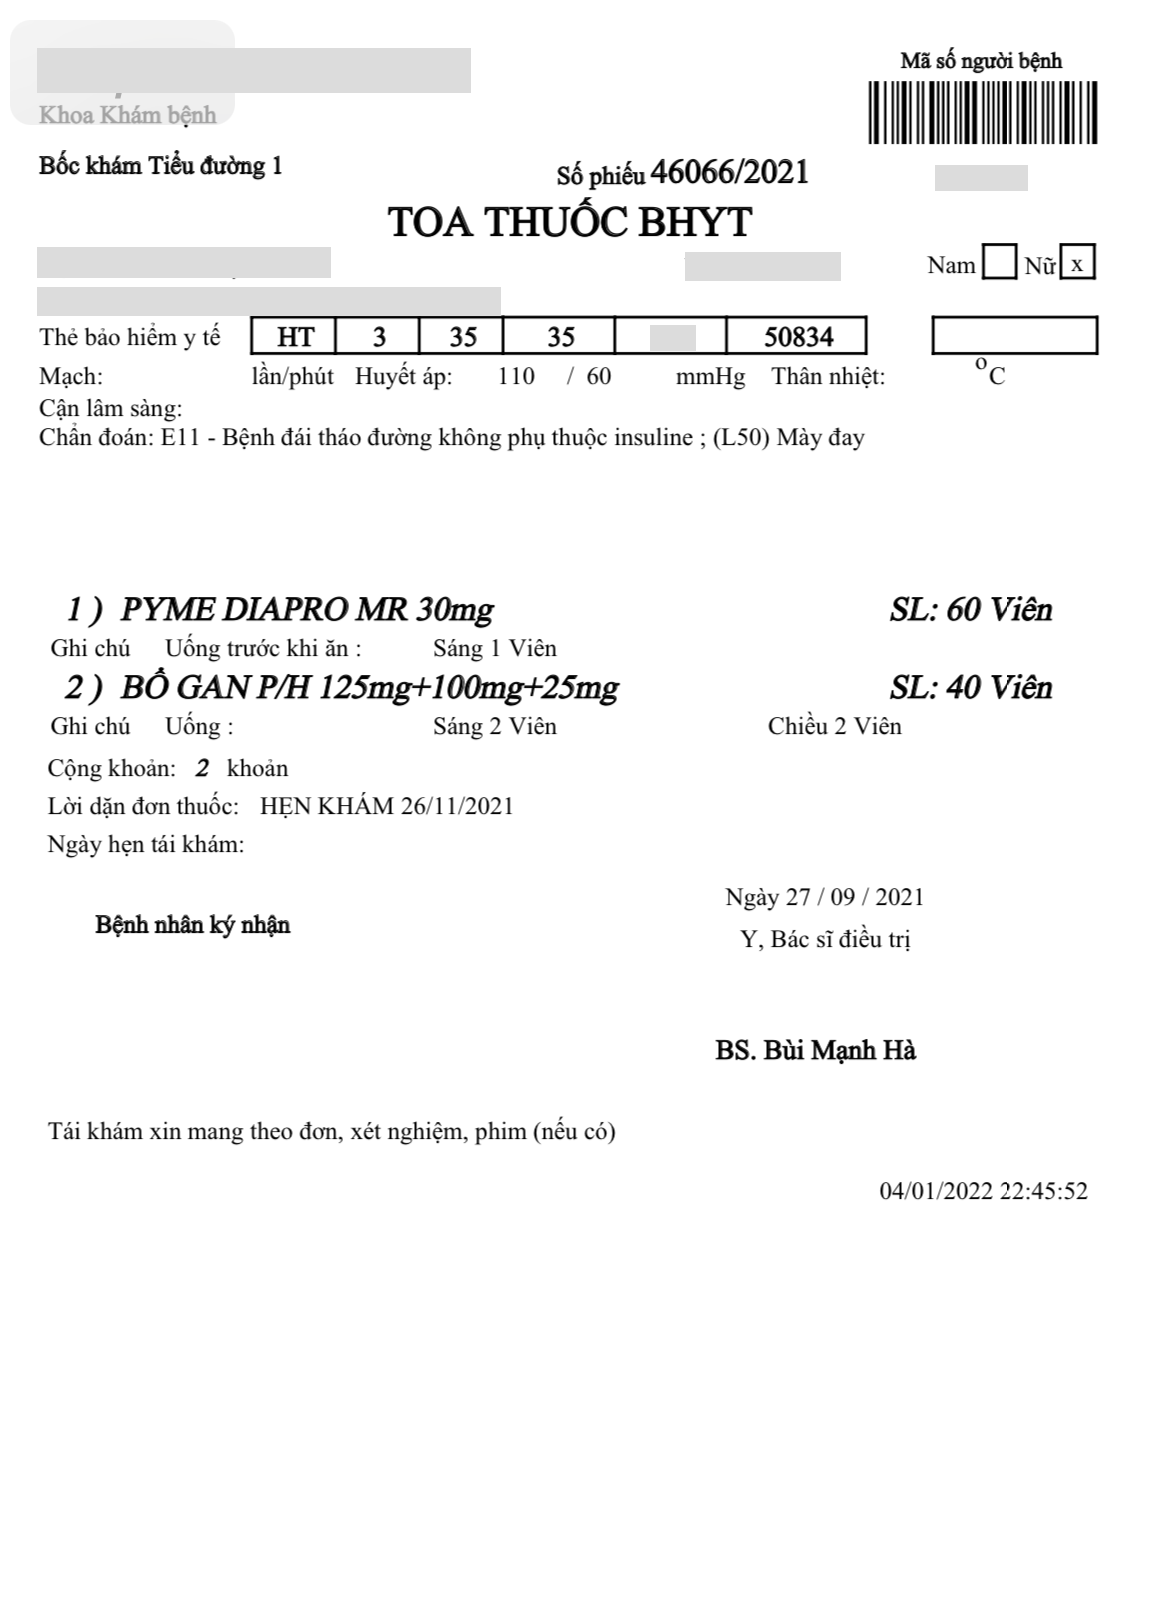 Mã số người bệnh
Khoa Khám bệnh
Bốc khám Tiểu đường 1
Số phiếu 46066/2021
TOA THUỐC BHYT
Nam Nữ x
Thẻ bảo hiểm y tế HT 3 35 35 50834
Mạch: lần/phút Huyết áp: 110 / 60 mmHg Thân nhiệt: °C
Cận lâm sàng:
Chẩn đoán: E11 - Bệnh đái tháo đường không phụ thuộc insuline ; (L50) Mày đay
1 ) PYME DIAPRO MR 30mg SL: 60 Viên
Ghi chú Uống trước khi ăn : Sáng 1 Viên
2 ) BỔ GAN P/H 125mg+100mg+25mg SL: 40 Viên
Ghi chú Uống : Sáng 2 Viên Chiều 2 Viên
Cộng khoản: 2 khoản
Lời dặn đơn thuốc: HẸN KHÁM 26/11/2021
Ngày hẹn tái khám:
Ngày 27 / 09 / 2021
Bệnh nhân ký nhận
Y, Bác sĩ điều trị
BS. Bùi Mạnh Hà
Tái khám xin mang theo đơn, xét nghiệm, phim (nếu có)
04/01/2022 22:45:52